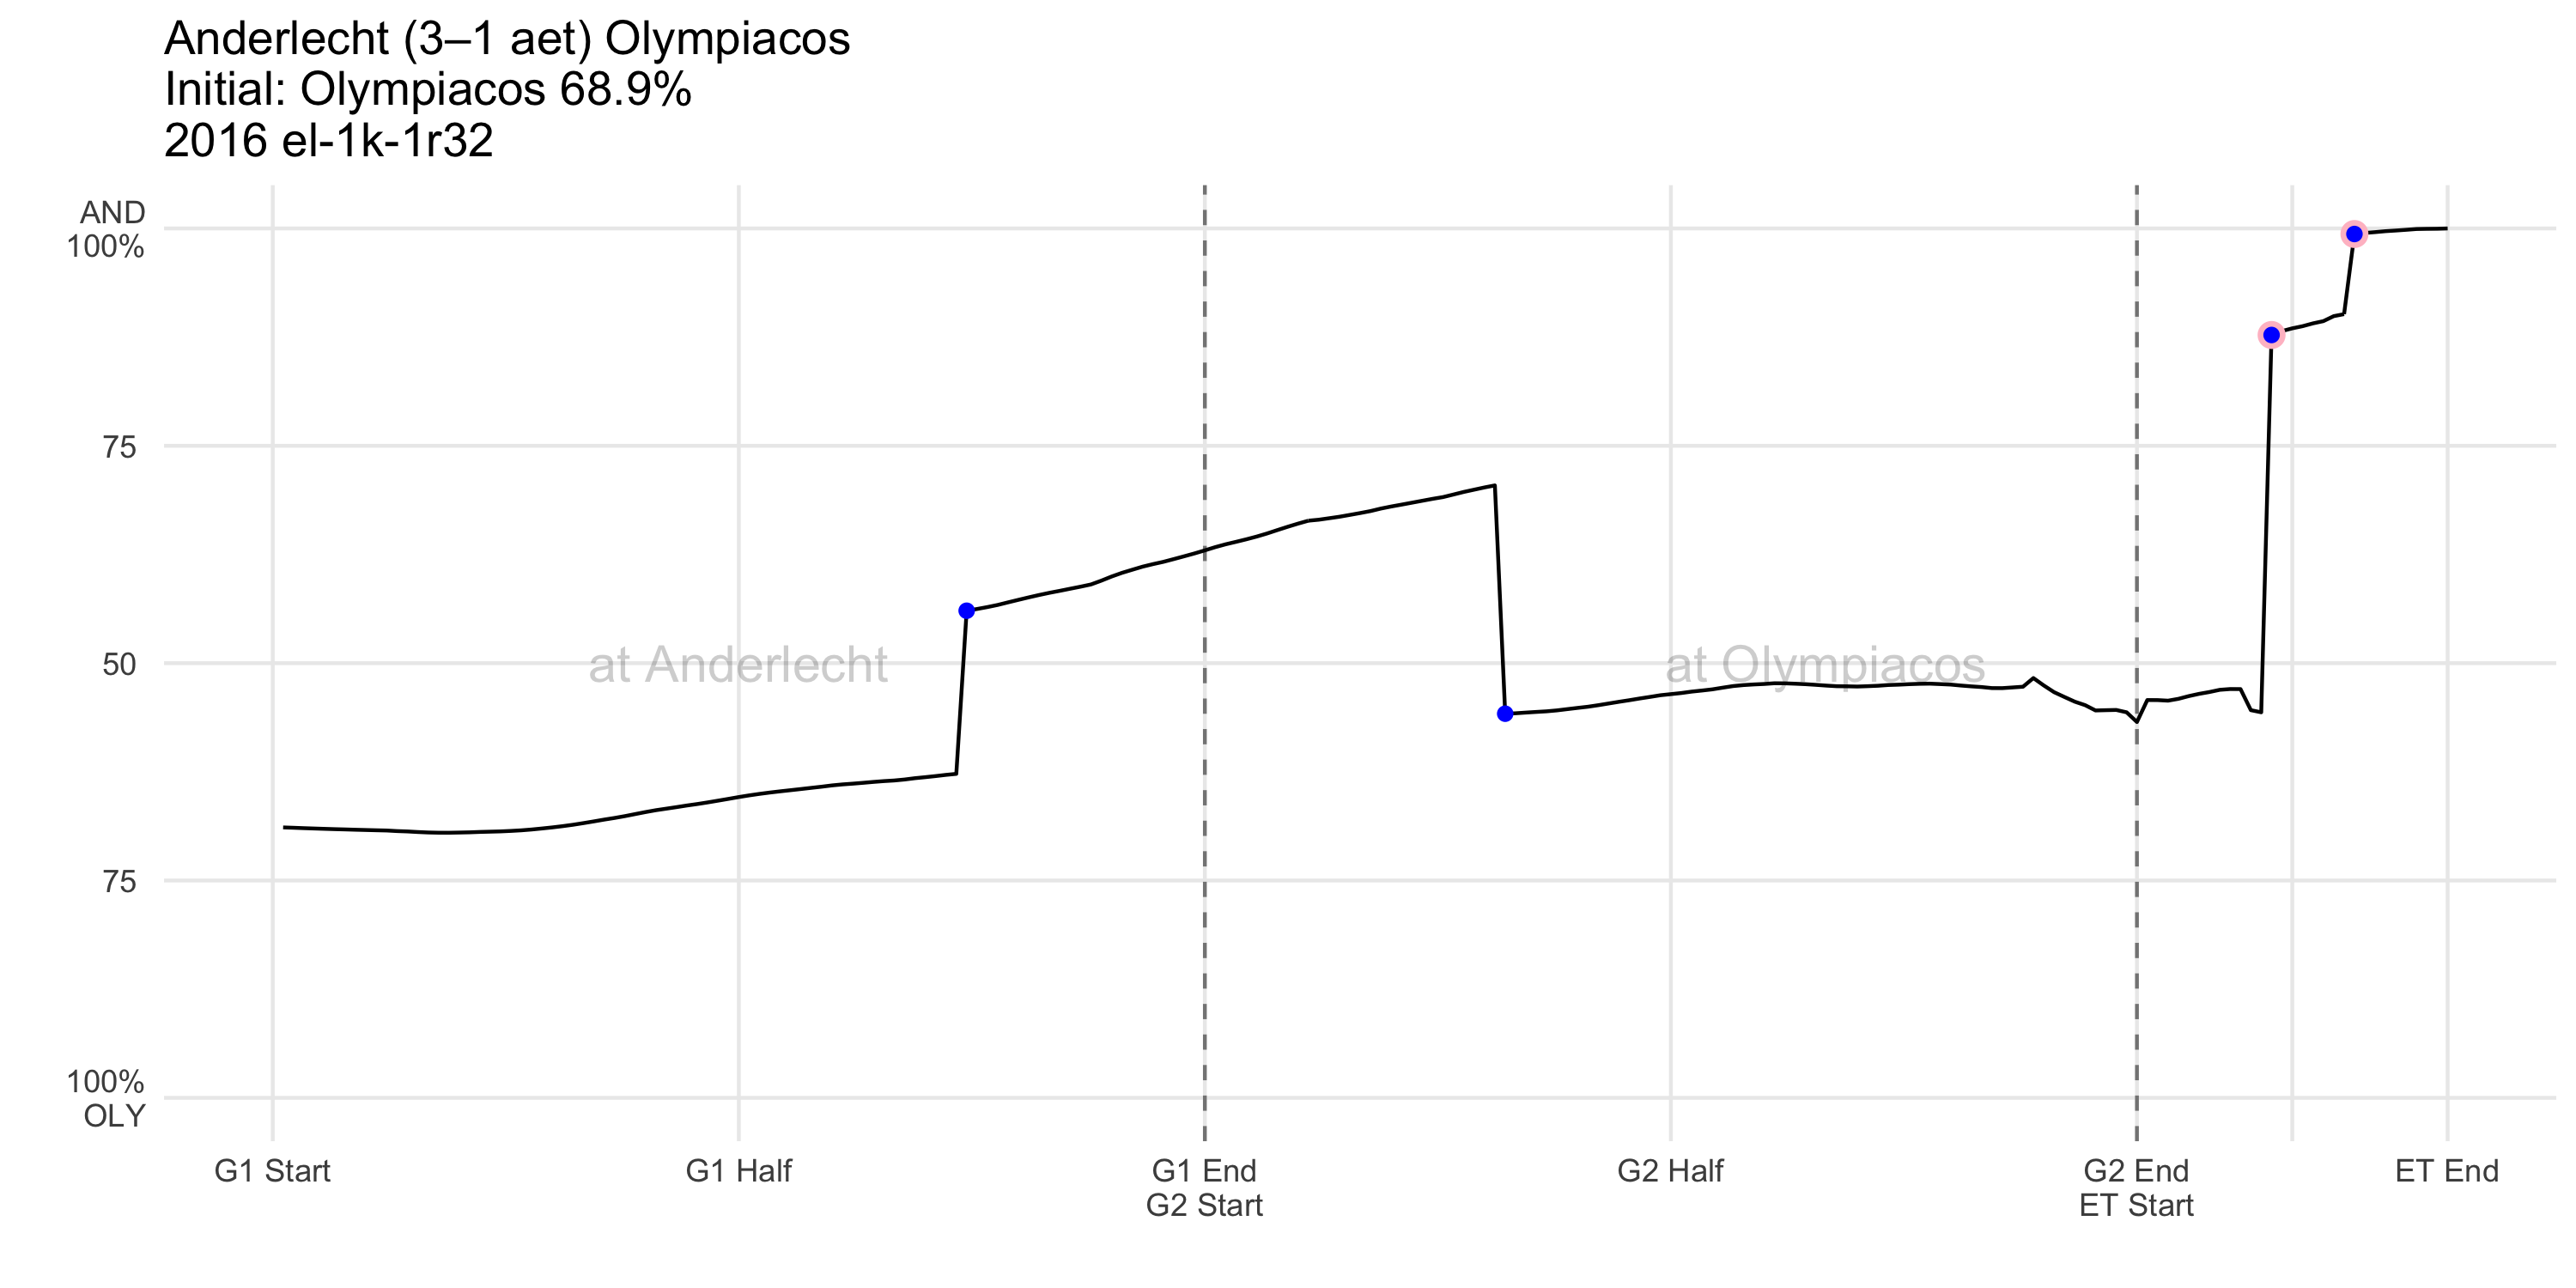 Anderlecht (3–1 aet) Olympiacos
Initial: Olympiacos 68.9%
2016 el-1k-1r32
AND
100%
75
50
75
100%
OLY
at Anderlecht
at Olympiacos
G1 Start
G1 Half
G1 End
G2 Start
G2 Half
G2 End
ET Start
ET End